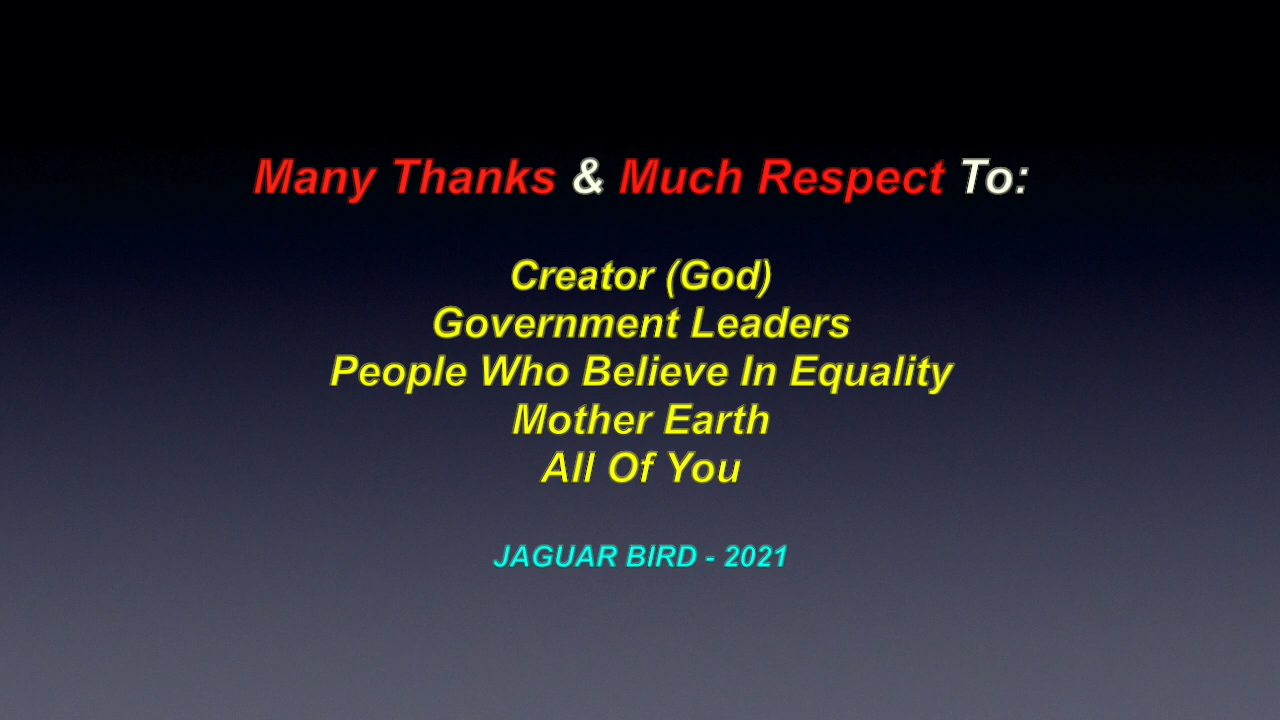 Many Thanks & Much Respect To:
Creator (God)
Government Leaders
People Who Believe In Equality
Mother Earth
All Of You
JAGUAR BIRD - 2021